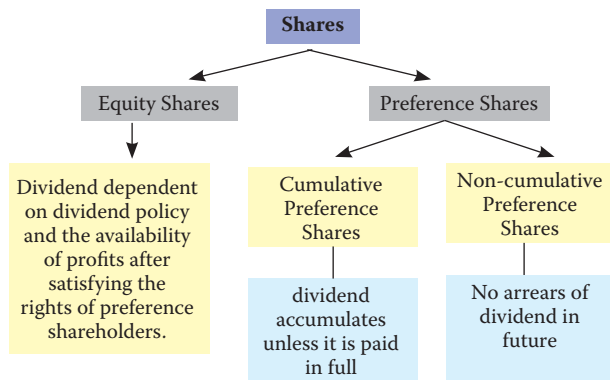 Shares
Equity Shares
Preference Shares
Dividend dependent
on dividend policy
and the availability
of profits after
satisfying the
rights of preference
shareholders.
Cumulative
Preference
Shares
Non-cumulative
Preference
Shares
dividend
accumulates
unless it is paid
in full
No arrears of
dividend in
future